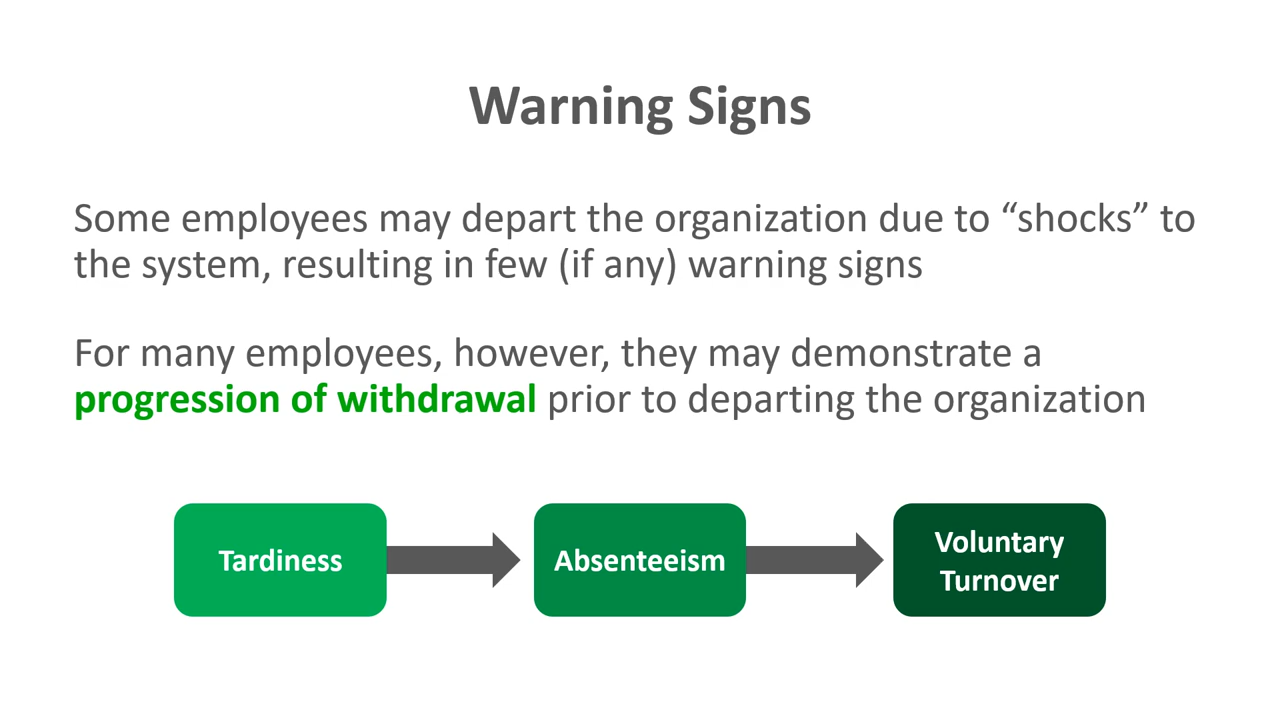 Warning Signs
Some employees may depart the organization due to “shocks” to
the system, resulting in few (if any) warning signs
For many employees, however, they may demonstrate a
progression of withdrawal prior to departing the organization
Tardiness
Absenteeism
Voluntary
Turnover